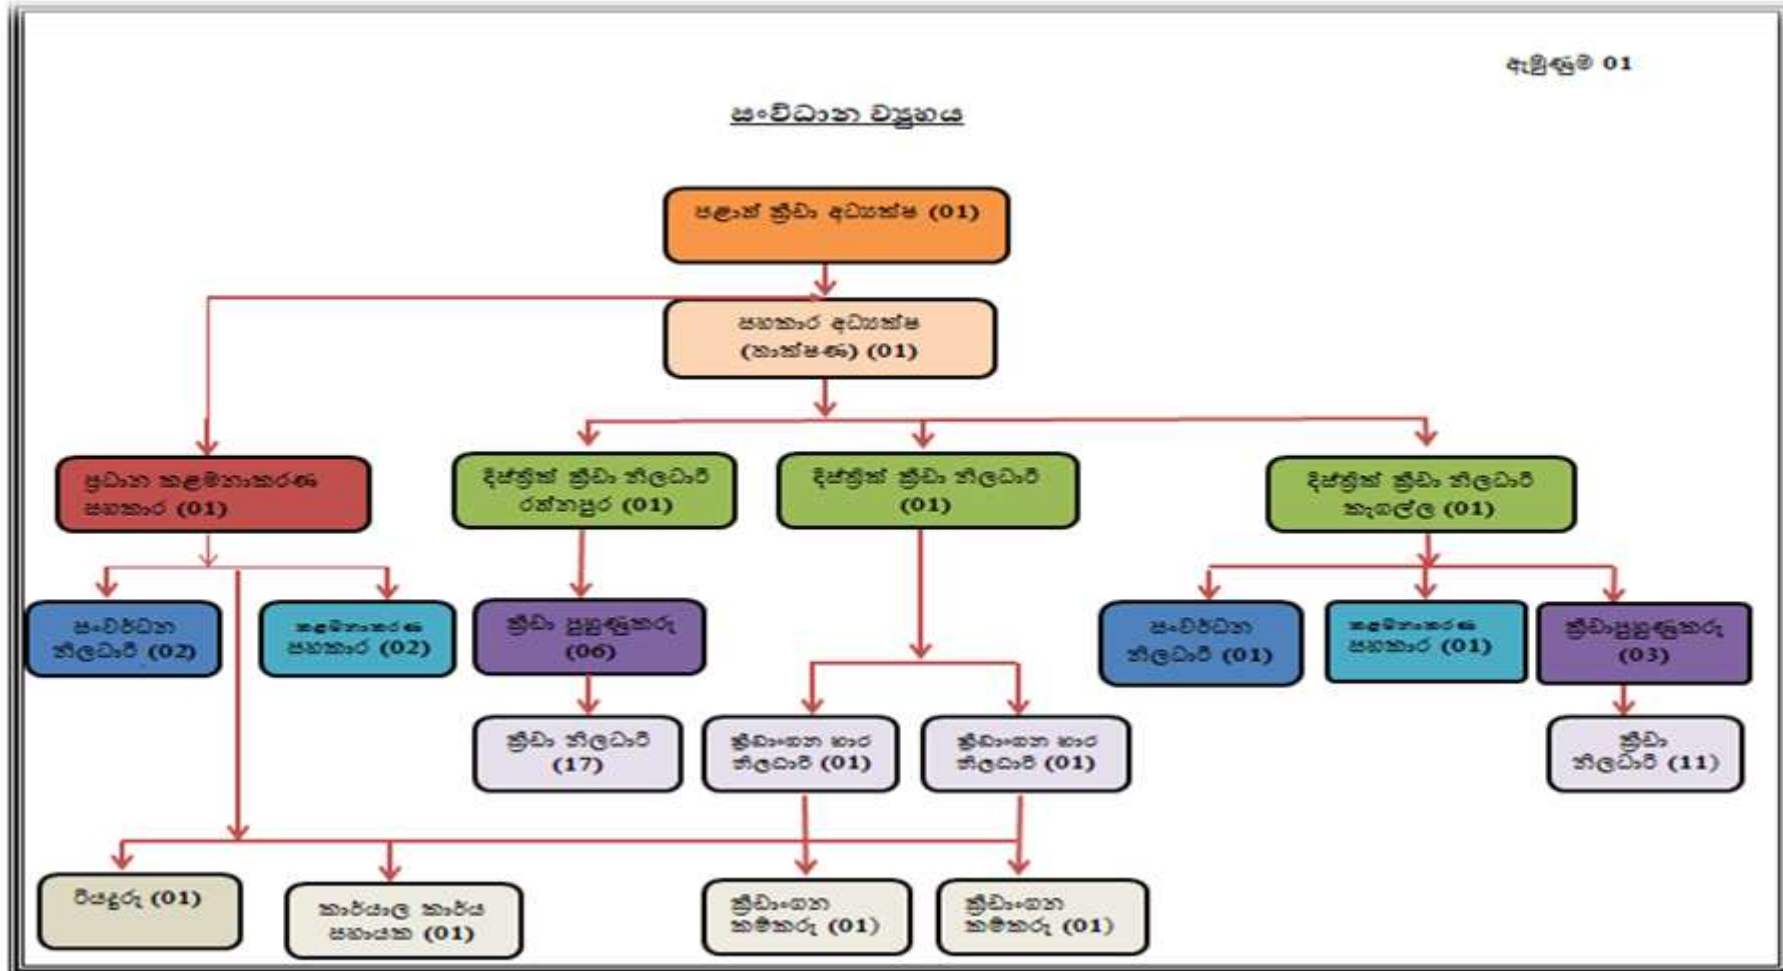 ඇමුණුම 01
සංවිධාන ව්‍යුහය
පළාත් ක්‍රීඩා අධ්‍යක්ෂ (01)
සහකාර අධ්‍යක්ෂ
(තාක්ෂණ) (01)
ප්‍රධාන කළමනාකරණ
සහකාර (01)
දිස්ත්‍රික් ක්‍රීඩා නිලධාරී
රත්නපුර (01)
දිස්ත්‍රික් ක්‍රීඩා නිලධාරී
(01)
දිස්ත්‍රික් ක්‍රීඩා නිලධාරී
කෑගල්ල (01)
සංවර්ධන
නිලධාරී (02)
කළමනාකරණ
සහකාර (02)
ක්‍රීඩා පුහුණුකරු
(06)
සංවර්ධන
නිලධාරී (01)
කළමනාකරණ
සහකාර (01)
ක්‍රීඩාපුහුණුකරු
(03)
ක්‍රීඩා නිලධාරී
(17)
ක්‍රීඩාංගන භාර
නිලධාරී (01)
ක්‍රීඩාංගන භාර
නිලධාරී (01)
ක්‍රීඩා
නිලධාරී (11)
රියදුරු (01)
කාර්යාල කාර්ය
සහායක (01)
ක්‍රීඩාංගන
කම්කරු (01)
ක්‍රීඩාංගන
කම්කරු (01)